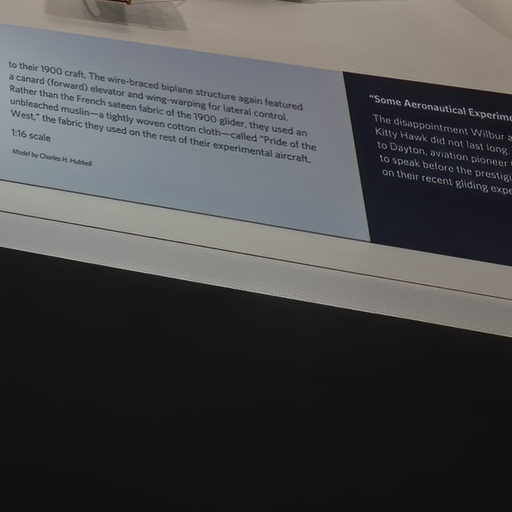 to their 1900 craft. The wire-braced biplane structure again featured
a canard (forward) elevator and wing-warping for lateral control.
Rather than the French sateen fabric of the 1900 glider, they used an
unbleached muslin—a tightly woven cotton cloth—called "Pride of the
West," the fabric they used on the rest of their experimental aircraft.
1:16 scale
Model by Charles H. Hubbell
"Some Aeronautical Experime
The disappointment Wilbur a
Kitty Hawk did not last long.
to Dayton, aviation pioneer
to speak before the prestigi
on their recent gliding expe